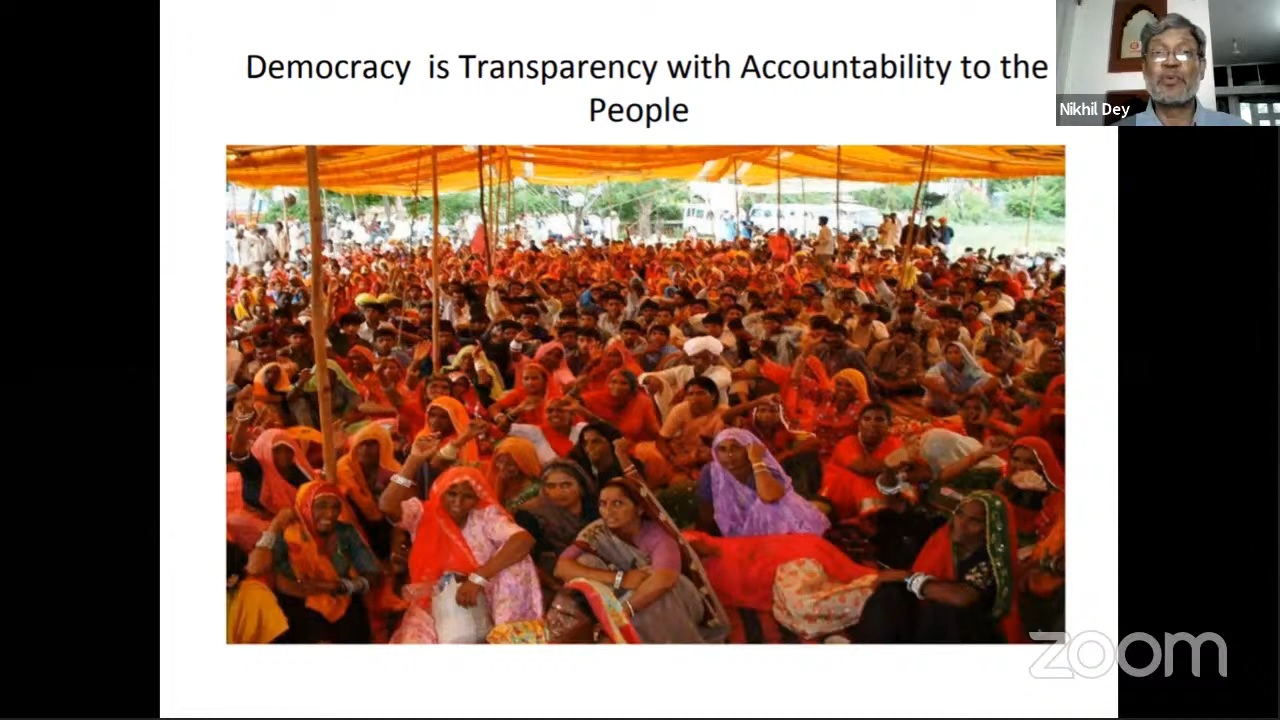 Democracy  is Transparency with Accountability to the
People
Nikhil Dey
zoom